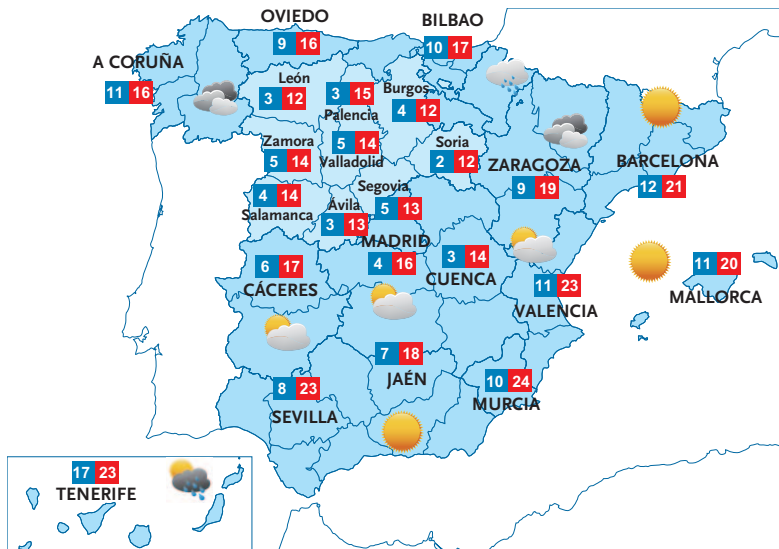 OVIEDO
9 16
BILBAO
10 17
A CORUÑA
11 16
León
3 12
3 15
Palencia
Burgos
4 12
Zamora
5 14
5 14
Valladolid
Soria
2 12
ZARAGOZA
9 19
BARCELONA
12 21
4 14
Salamanca
Segovia
5 13
Ávila
3 13
MADRID
4 16
3 14
CUENCA
6 17
CÁCERES
11 23
VALENCIA
11 20
MALLORCA
7 18
JAÉN
10 24
MURCIA
8 23
SEVILLA
17 23
TENERIFE